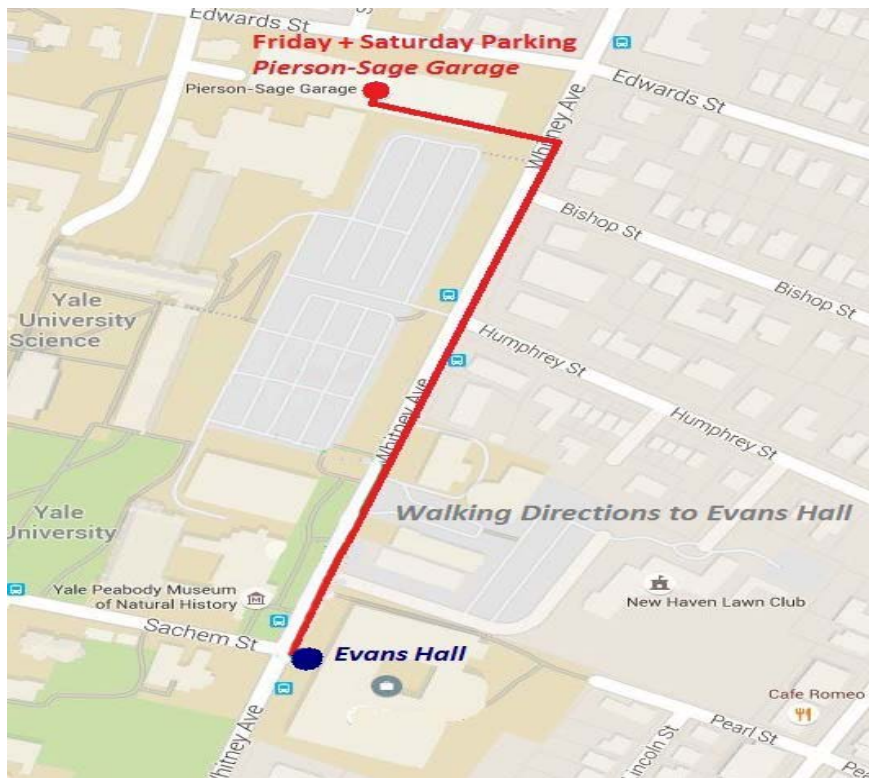 Edwards St
Friday + Saturday Parking
Pierson-Sage Garage
Pierson-Sage Garage
Edwards St
Whitney Ave
Bishop St
Bishop St
Yale
University
Science
Humphrey St
Whitney Ave
Humphrey St
Yale
University
Walking Directions to Evans Hall
Yale Peabody Museum
of Natural History
New Haven Lawn Club
Sachem St
Evans Hall
Cafe Romeo
Whitney Ave
Lincoln St
Pearl St